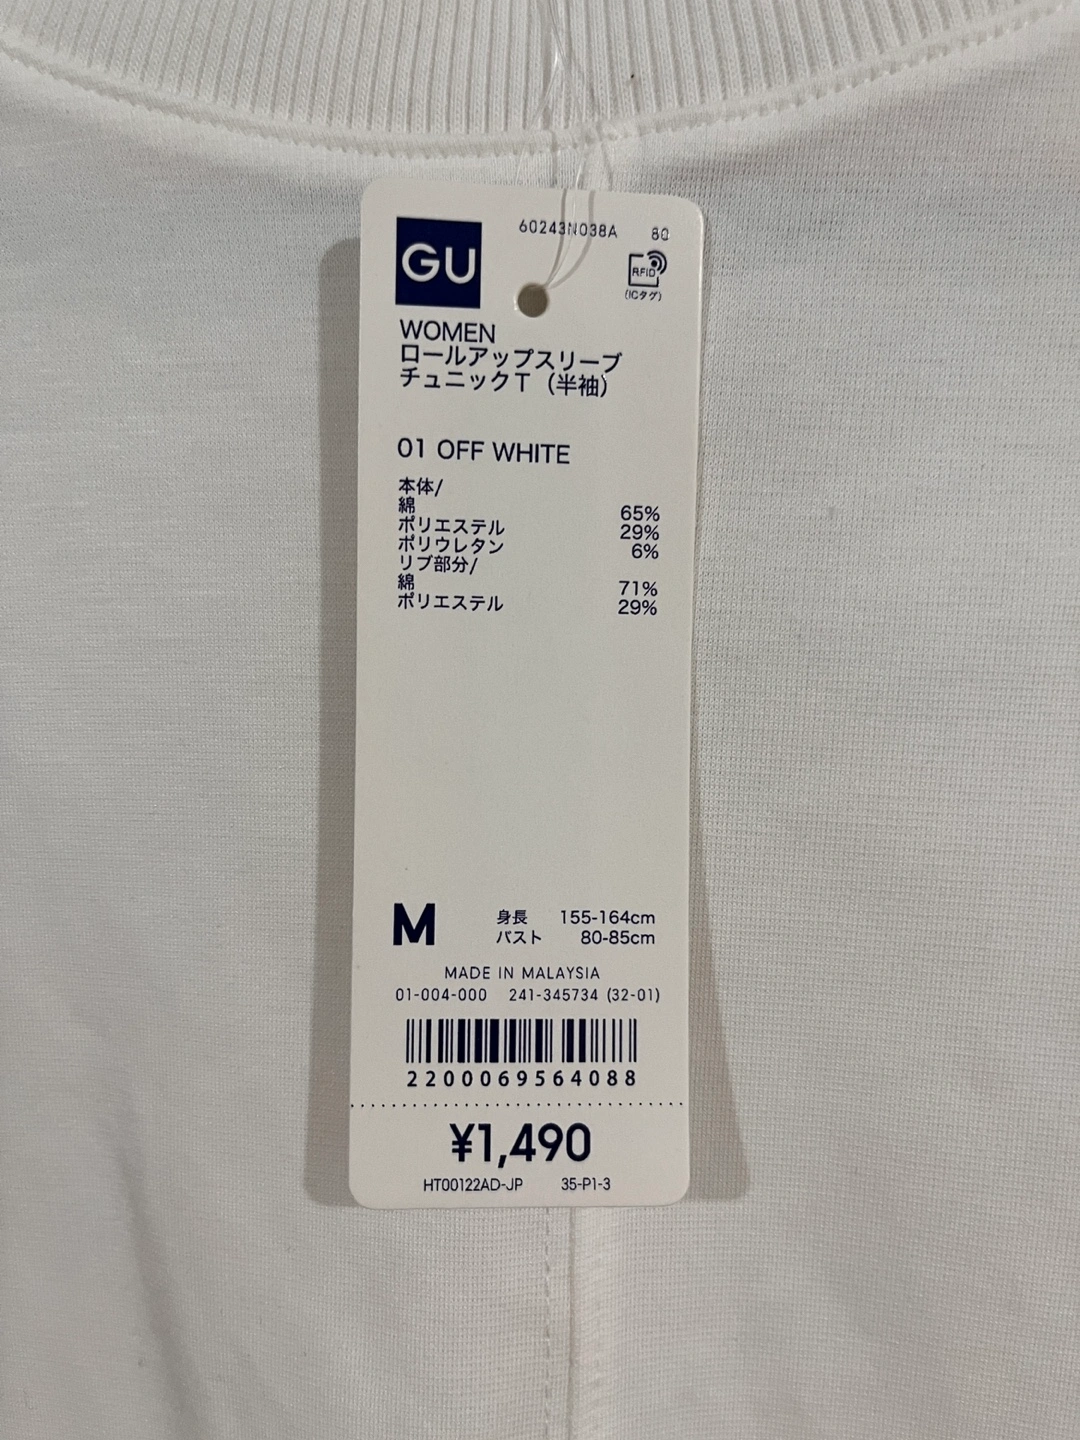 60243N038A 80
GU
RFID
(ICタグ)
WOMEN
ロールアップスリーブ
チュニックT（半袖）
01 OFF WHITE
本体/
綿 65%
ポリエステル 29%
ポリウレタン 6%
リブ部分/
綿 71%
ポリエステル 29%
M 身長 155-164cm
バスト 80-85cm
MADE IN MALAYSIA
01-004-000 241-345734 (32-01)
2200069564088
¥1,490
HT00122AD-JP 35-P1-3